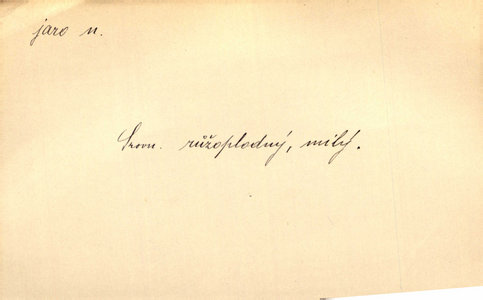 jaro n.
Srovn. růžoplodný, milý.